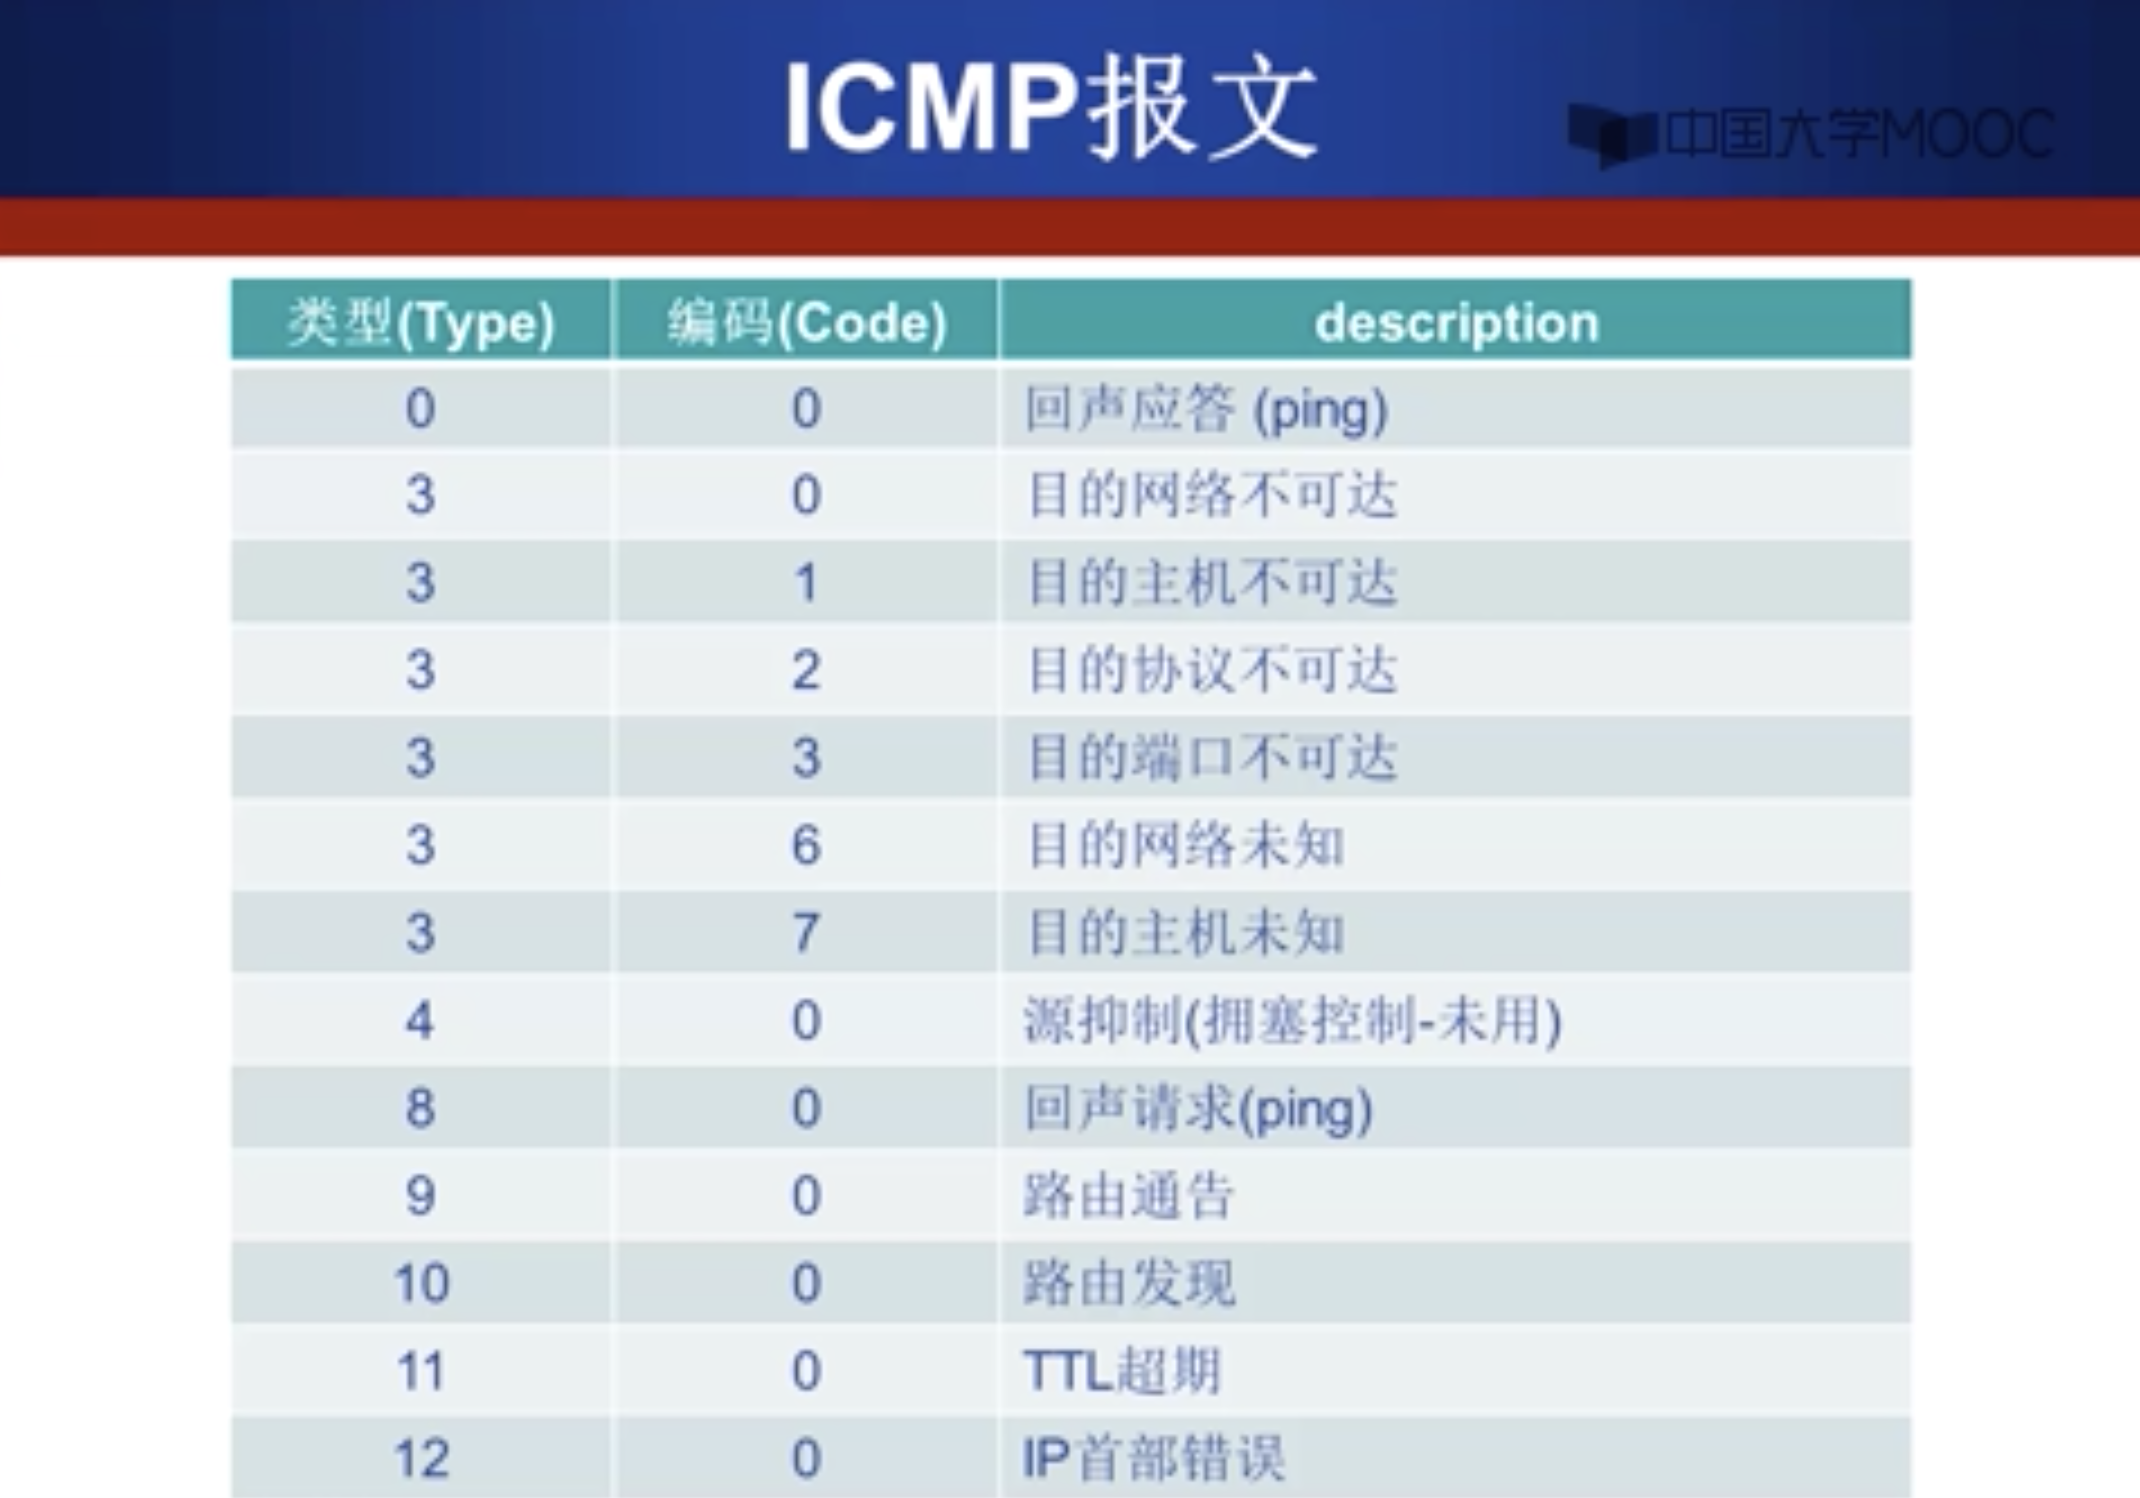 ICMP报文
中国大学MOOC
类型(Type) 编码(Code) description
0 0 回声应答 (ping)
3 0 目的网络不可达
3 1 目的主机不可达
3 2 目的协议不可达
3 3 目的端口不可达
3 6 目的网络未知
3 7 目的主机未知
4 0 源抑制(拥塞控制-未用)
8 0 回声请求(ping)
9 0 路由通告
10 0 路由发现
11 0 TTL超期
12 0 IP首部错误